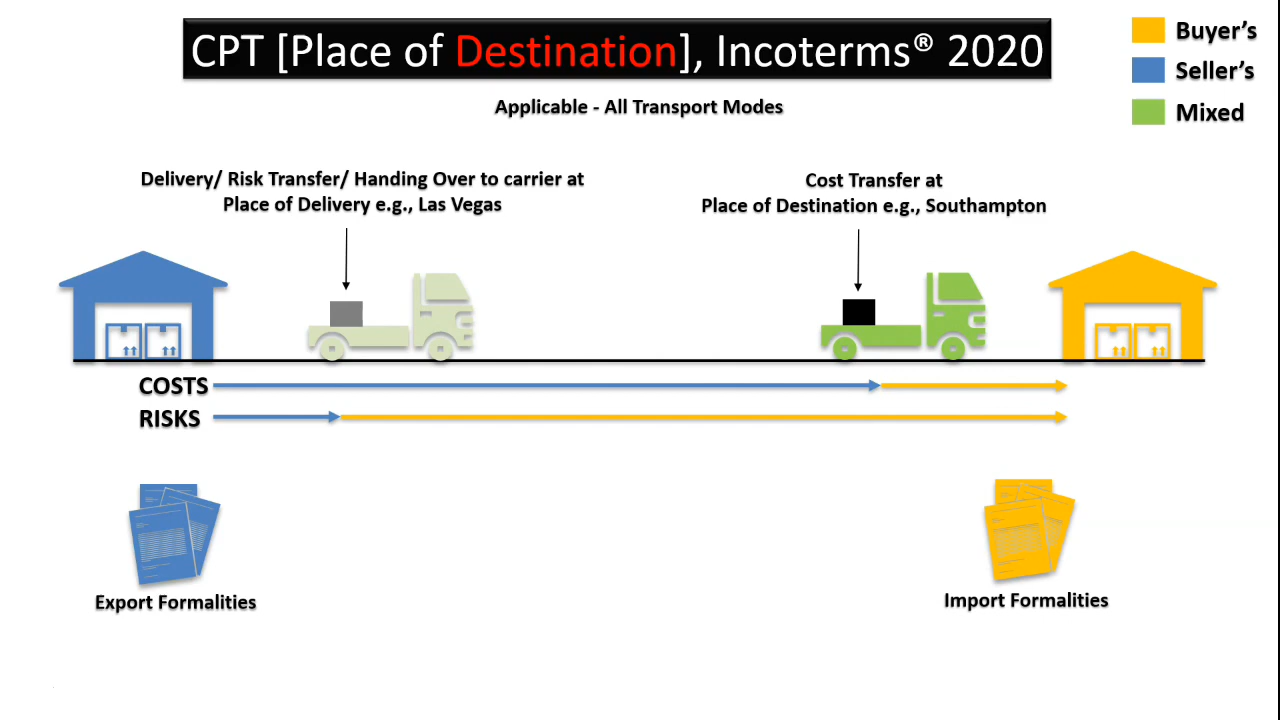 CPT [Place of Destination], Incoterms® 2020
Buyer's
Seller's
Mixed
Applicable - All Transport Modes
Delivery/ Risk Transfer/ Handing Over to carrier at
Place of Delivery e.g., Las Vegas
Cost Transfer at
Place of Destination e.g., Southampton
COSTS
RISKS
Export Formalities
Import Formalities